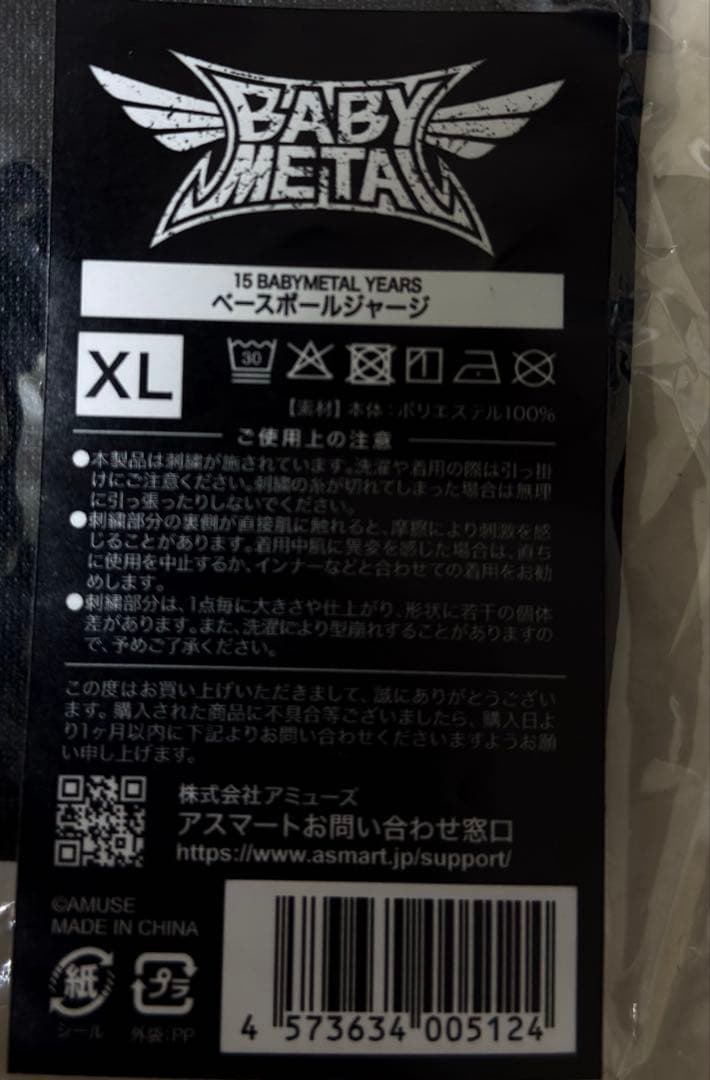 BABY
METAL
15 BABYMETAL YEARS
ベースボールジャージ
XL
30
【素材】本体：ポリエステル100%
ご使用上の注意
●本製品は刺繍が施されています。洗濯や着用の際は引っ掛
けにご注意ください。刺繍の糸が切れてしまった場合は無理
に引っ張ったりしないでください。
●刺繍部分の裏側が直接肌に触れると、摩擦により刺激を感
じることがあります。着用中肌に異変を感じた場合は、直ち
に使用を中止するか、インナーなどと合わせての着用をお勧
めします。
●刺繍部分は、1点毎に大きさや仕上がり、形状に若干の個体
差があります。また、洗濯により型崩れすることがありますの
で、予めご了承ください。
この度はお買い上げいただきまして、誠にありがとうござい
ます。購入された商品に不具合等ございましたら、購入日よ
り1ヶ月以内に下記よりお問い合わせくださいますようお願
い申し上げます。
株式会社アミューズ
アスマートお問い合わせ窓口
https://www.asmart.jp/support/
©AMUSE
MADE IN CHINA
紙
シール
プラ
外袋:PP
4 573634 005124